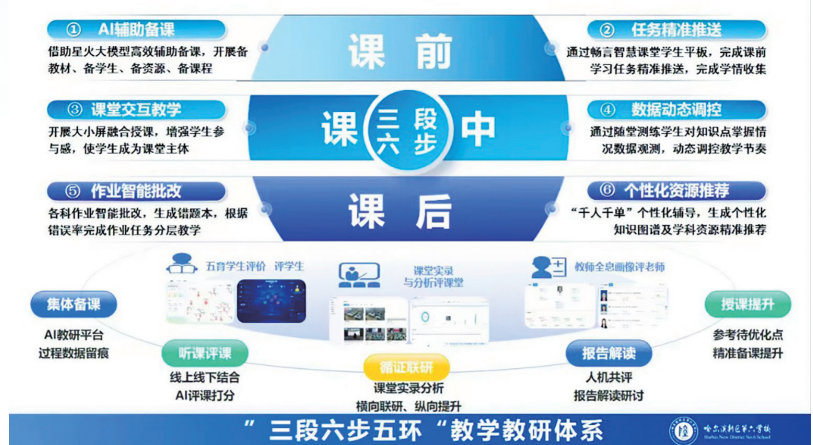 ① AI辅助备课
借助星火大模型高效辅助备课，开展备
教材、备学生、备资源、备课程
课 前
② 任务精准推送
通过畅言智慧课堂学生平板，完成课前
学习任务精准推送，完成学情收集
③ 课堂交互教学
开展大小屏融合授课，增强学生参
与感，使学生成为课堂主体
课 三段 中
六步
④ 数据动态调控
通过随堂测练学生对知识点掌握情
况数据观测，动态调控教学节奏
⑤ 作业智能批改
各科作业智能批改，生成错题本，根据
错误率完成作业任务分层教学
课 后
⑥ 个性化资源推荐
“千人千单”个性化辅导，生成个性化
知识图谱及学科资源精准推荐
五育学生评价 评学生
课堂实录
与分析评课堂
教师全息画像评老师
集体备课
AI教研平台
过程数据留痕
听课评课
线上线下结合
AI评课打分
循证联研
课堂实录分析
横向联研、纵向提升
报告解读
人机共评
报告解读研讨
授课提升
参考待优化点
精准备课提升
”三段六步五环“教学教研体系
哈尔滨新区第六学校